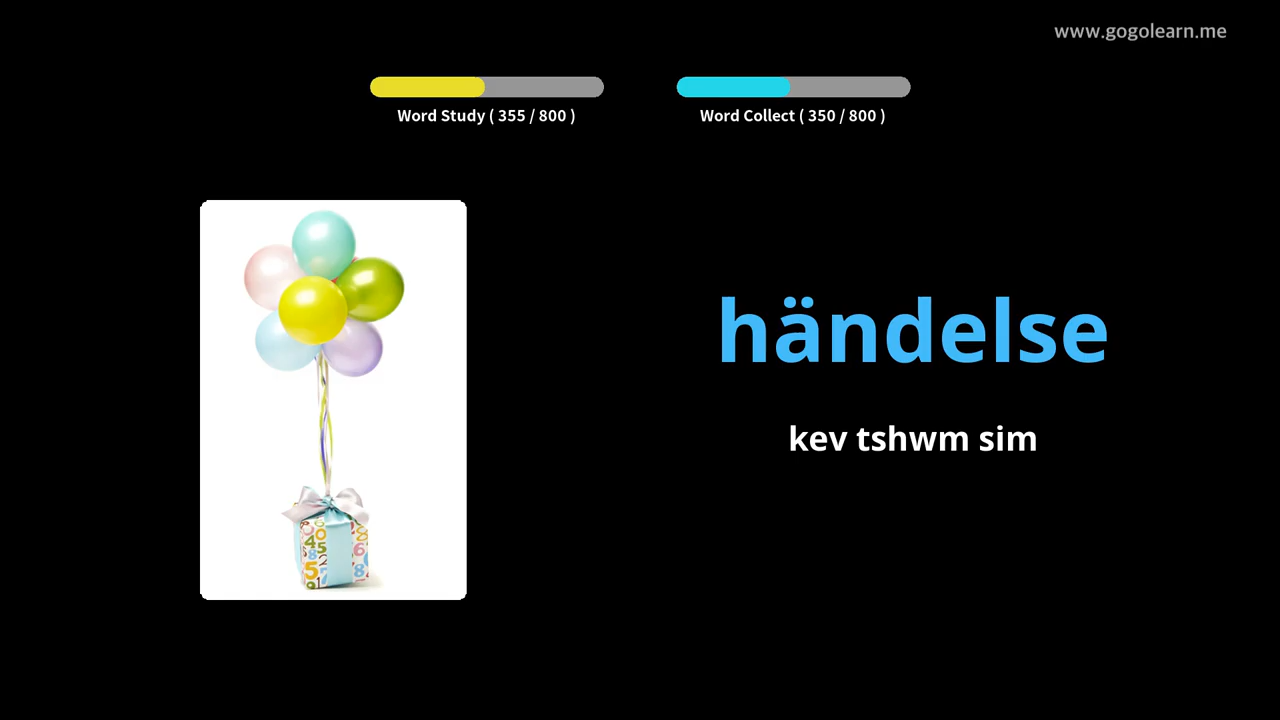 www.gogolearn.me
Word Study ( 355 / 800 )
Word Collect ( 350 / 800 )
händelse
kev tshwm sim